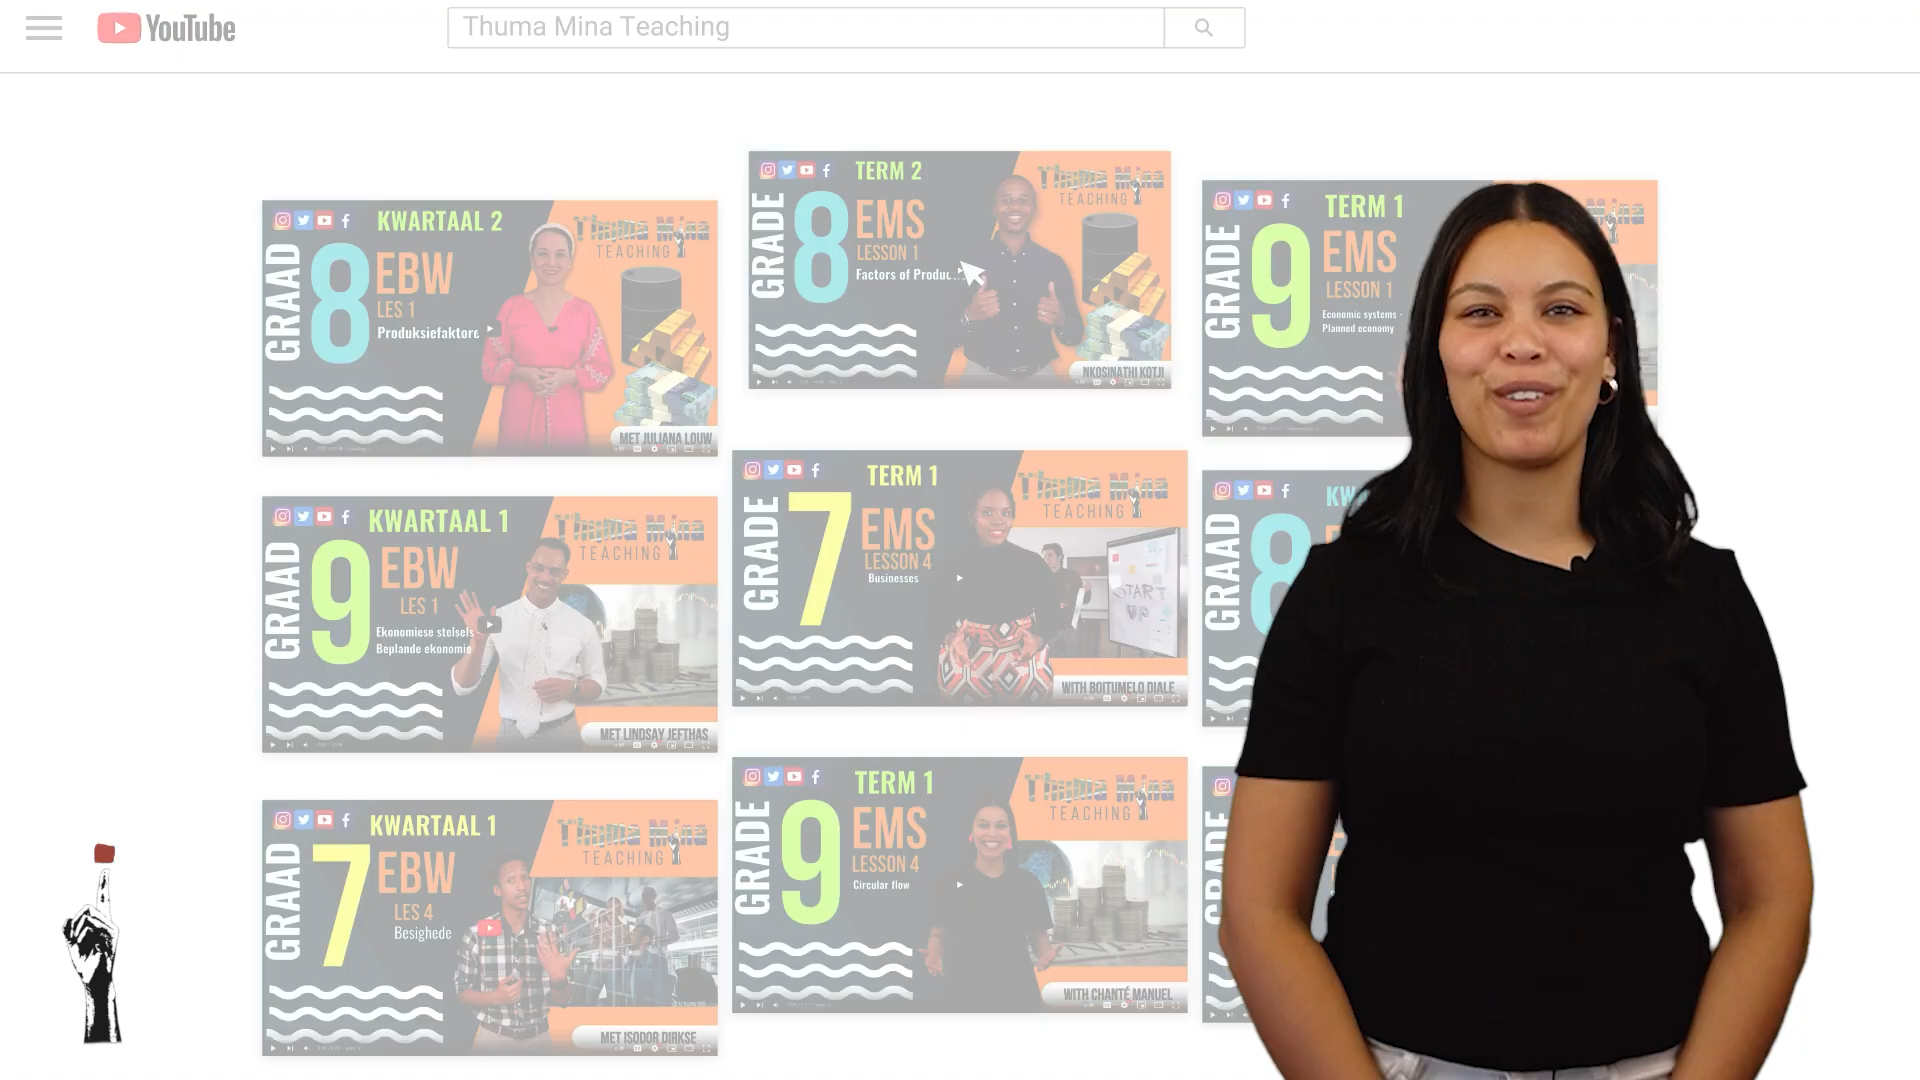 YouTube
Thuma Mina Teaching
KWARTAAL 2
GRAAD
8
EBW
LES 1
Produksiefaktore
Thuma Mina
TEACHING
MET JULIANA LOUW
TERM 2
GRADE
8
EMS
LESSON 1
Factors of Produc
Thuma Mina
TEACHING
NKOSINATHI KOTJI
TERM 1
GRADE
9
EMS
LESSON 1
Economic systems -
Planned economy
KWARTAAL 1
GRAAD
9
EBW
LES 1
Ekonomiese stelsels
Beplande ekonomie
Thuma Mina
TEACHING
MET LINDSAY JEFTHAS
TERM 1
GRADE
7
EMS
LESSON 4
Businesses
Thuma Mina
TEACHING
START
UP
WITH BOITUMELO DIALE
KW
GRAAD
8
KWARTAAL 1
GRAAD
7
EBW
LES 4
Besighede
Thuma Mina
TEACHING
MET ISODOR DIRKSE
TERM 1
GRADE
9
EMS
LESSON 4
Circular flow
Thuma Mina
TEACHING
WITH CHANTÉ MANUEL